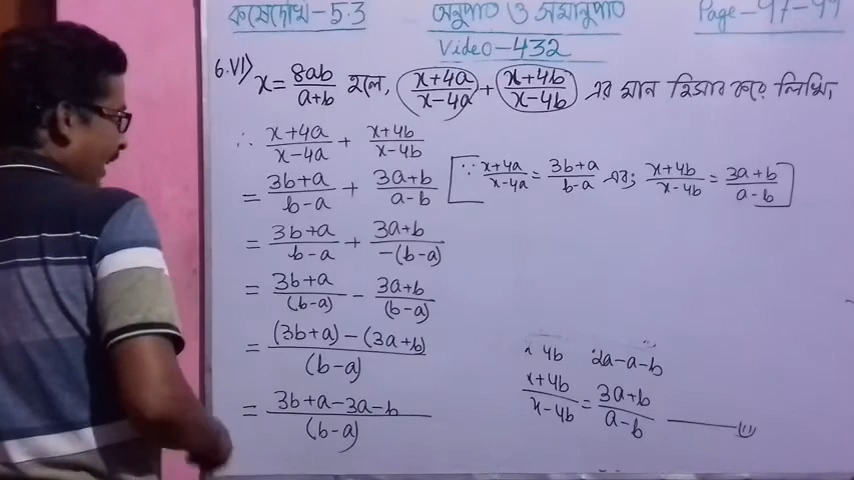 কষে দেখি-5.3 অনুপাত ও সমানুপাত Page-97-99
Video-432
6.VI) x = 8ab/a+b হলে, x+4a/x-4a + x+4b/x-4b এর মান হিসাব করে লিখি,
∴ x+4a/x-4a + x+4b/x-4b
= 3b+a/b-a + 3a+b/a-b [∵ x+4a/x-4a = 3b+a/b-a এবং x+4b/x-4b = 3a+b/a-b]
= 3b+a/b-a + 3a+b/-(b-a)
= 3b+a/(b-a) - 3a+b/(b-a)
= (3b+a)-(3a+b)/(b-a)
= 3b+a-3a-b/(b-a)
4b 2a-a-b
x+4b/x-4b = 3a+b/a-b —(II)